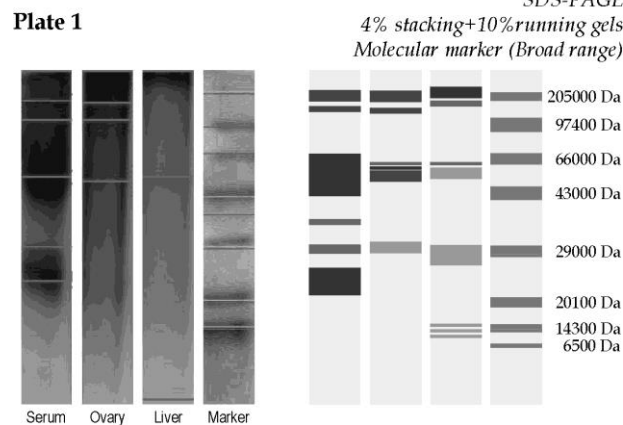 Plate 1
SDS-PAGE
4% stacking+10%running gels
Molecular marker (Broad range)
205000 Da
97400 Da
66000 Da
43000 Da
29000 Da
20100 Da
14300 Da
6500 Da
Serum Ovary Liver Marker